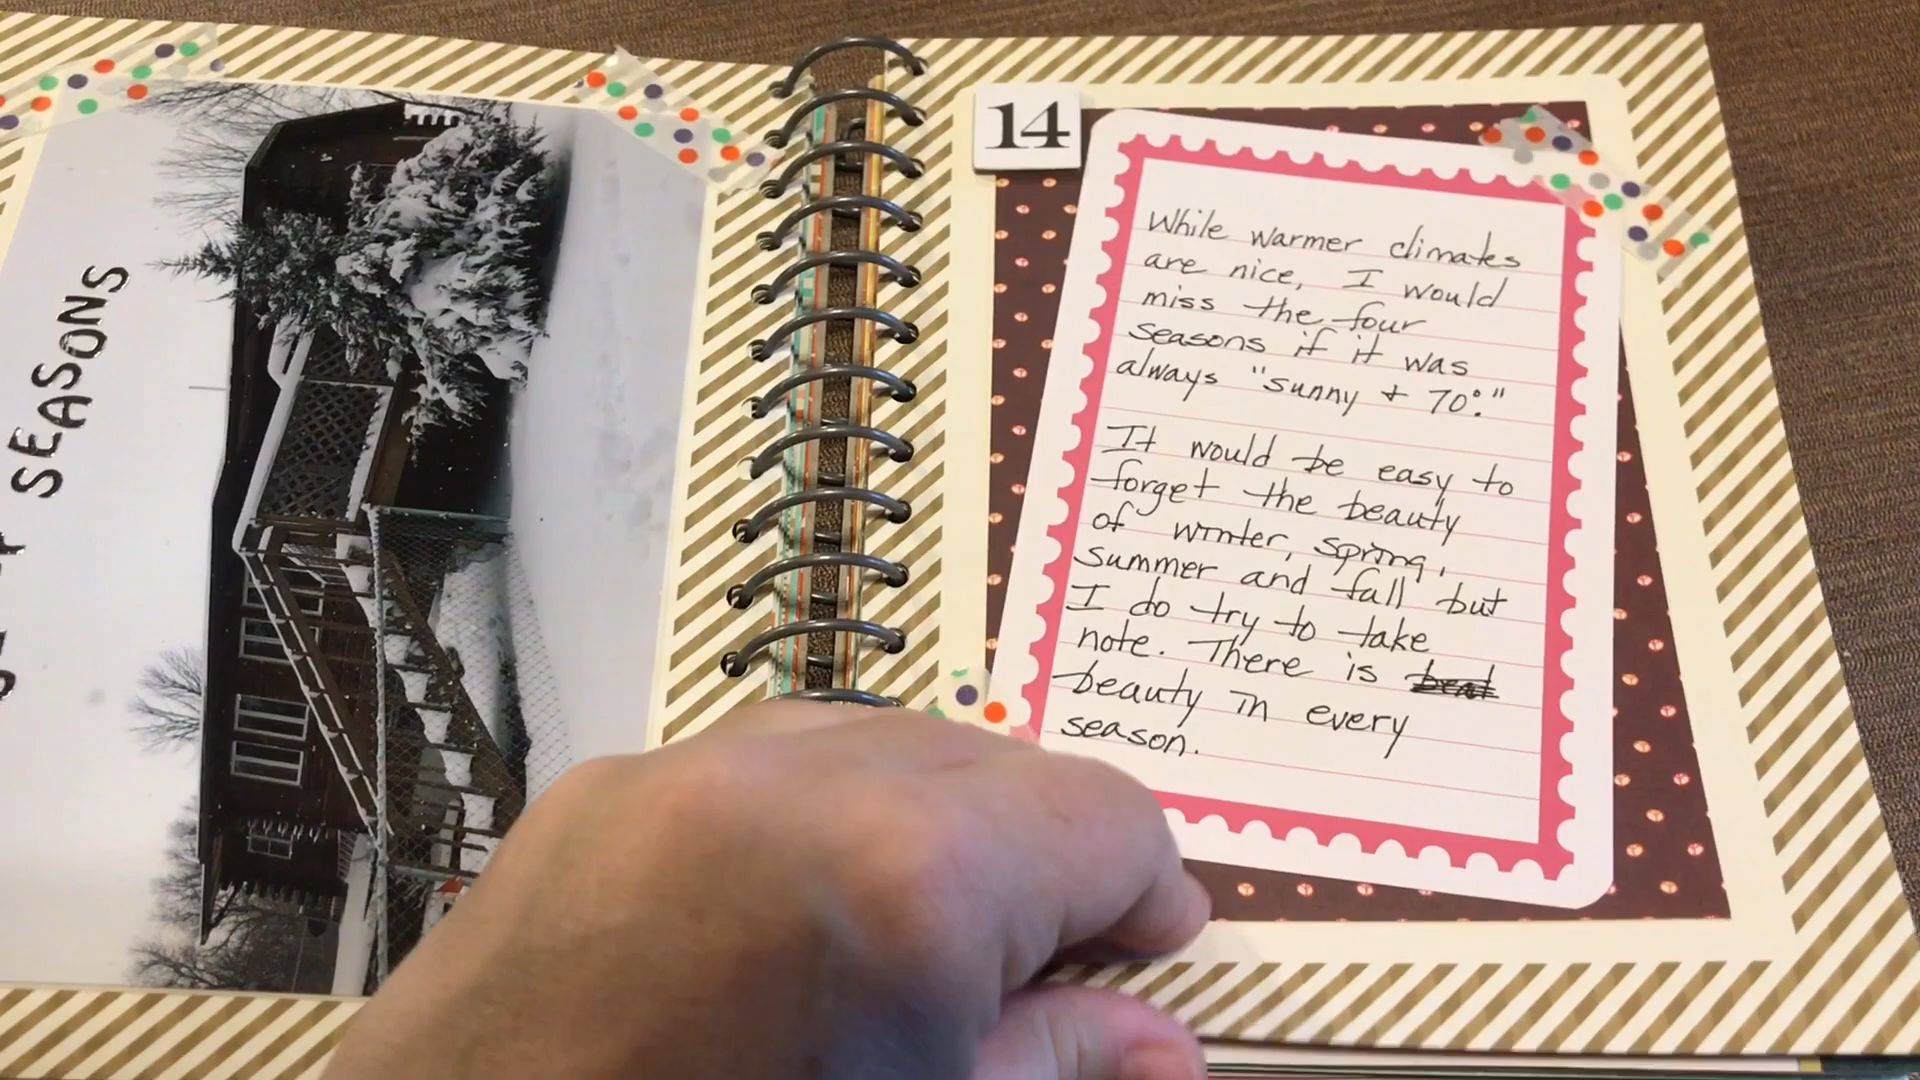 SEASONS
14
While warmer climates
are nice, I would
miss the four
seasons if it was
always "sunny + 70°."
It would be easy to
forget the beauty
of winter, spring,
summer and fall but
I do try to take
note. There is
beauty in every
season.